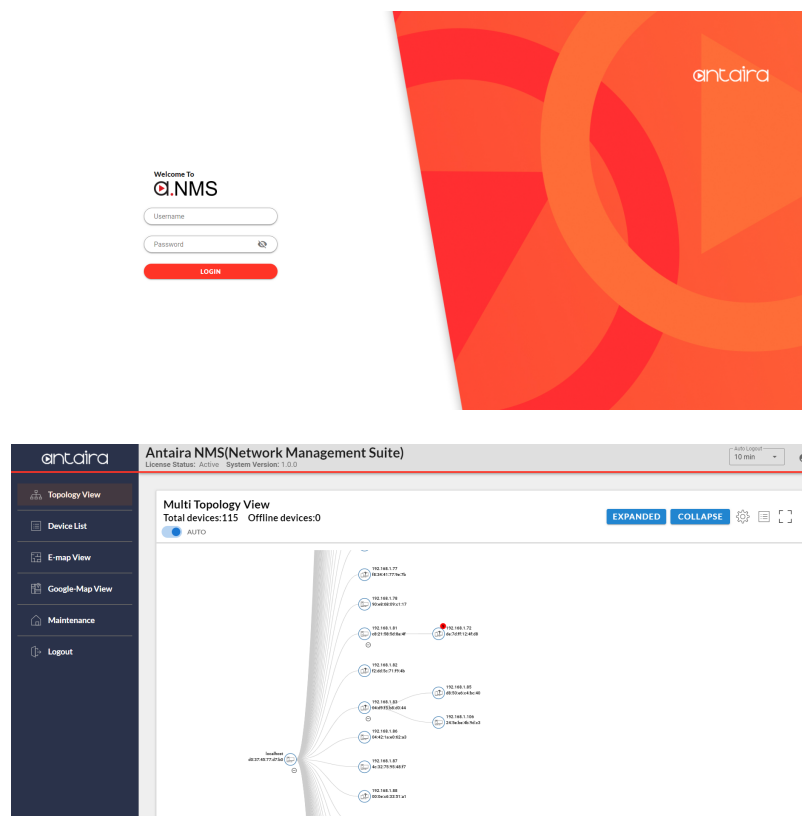 antaira
Welcome To
a.NMS
Username
Password
LOGIN
antaira
Antaira NMS(Network Management Suite)
License Status: Active System Version: 1.0.0
Auto Logout
10 min
Topology View
Device List
E-map View
Google-Map View
Maintenance
Logout
Multi Topology View
Total devices:115 Offline devices:0
AUTO
EXPANDED
COLLAPSE
192.168.1.77
192.168.1.78
192.168.1.81
192.168.1.72
192.168.1.82
192.168.1.85
192.168.1.83
192.168.1.106
192.168.1.86
localhost
192.168.1.87
192.168.1.88